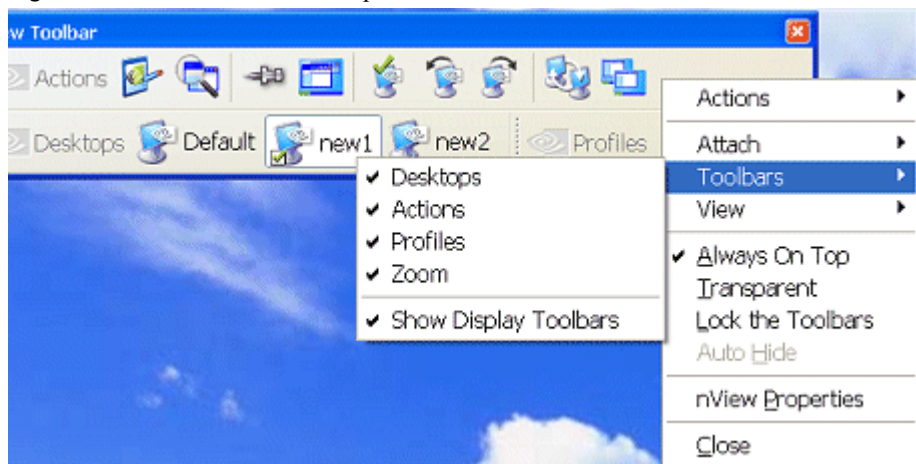 w Toolbar
Actions
Desktops Default new1 new2 Profiles
Desktops
Actions
Profiles
Zoom
Show Display Toolbars
Actions
Attach
Toolbars
View
Always On Top
Transparent
Lock the Toolbars
Auto Hide
nView Properties
Close